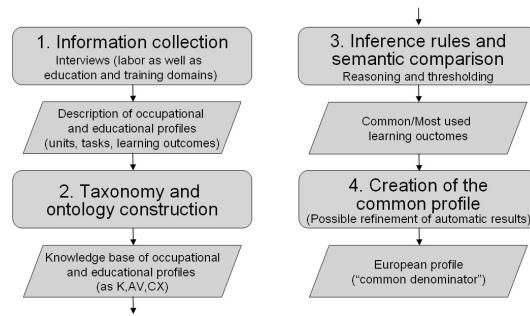 1. Information collection
Interviews (labor as well as
education and training domains)
Description of occupational
and educational profiles
(units, tasks, learning outcomes)
2. Taxonomy and
ontology construction
Knowledge base of occupational
and educational profiles
(as K,AV,CX)
3. Inference rules and
semantic comparison
Reasoning and thresholding
Common/Most used
learning ouctomes
4. Creation of the
common profile
(Possible refinement of automatic results)
European profile
(“common denominator”)